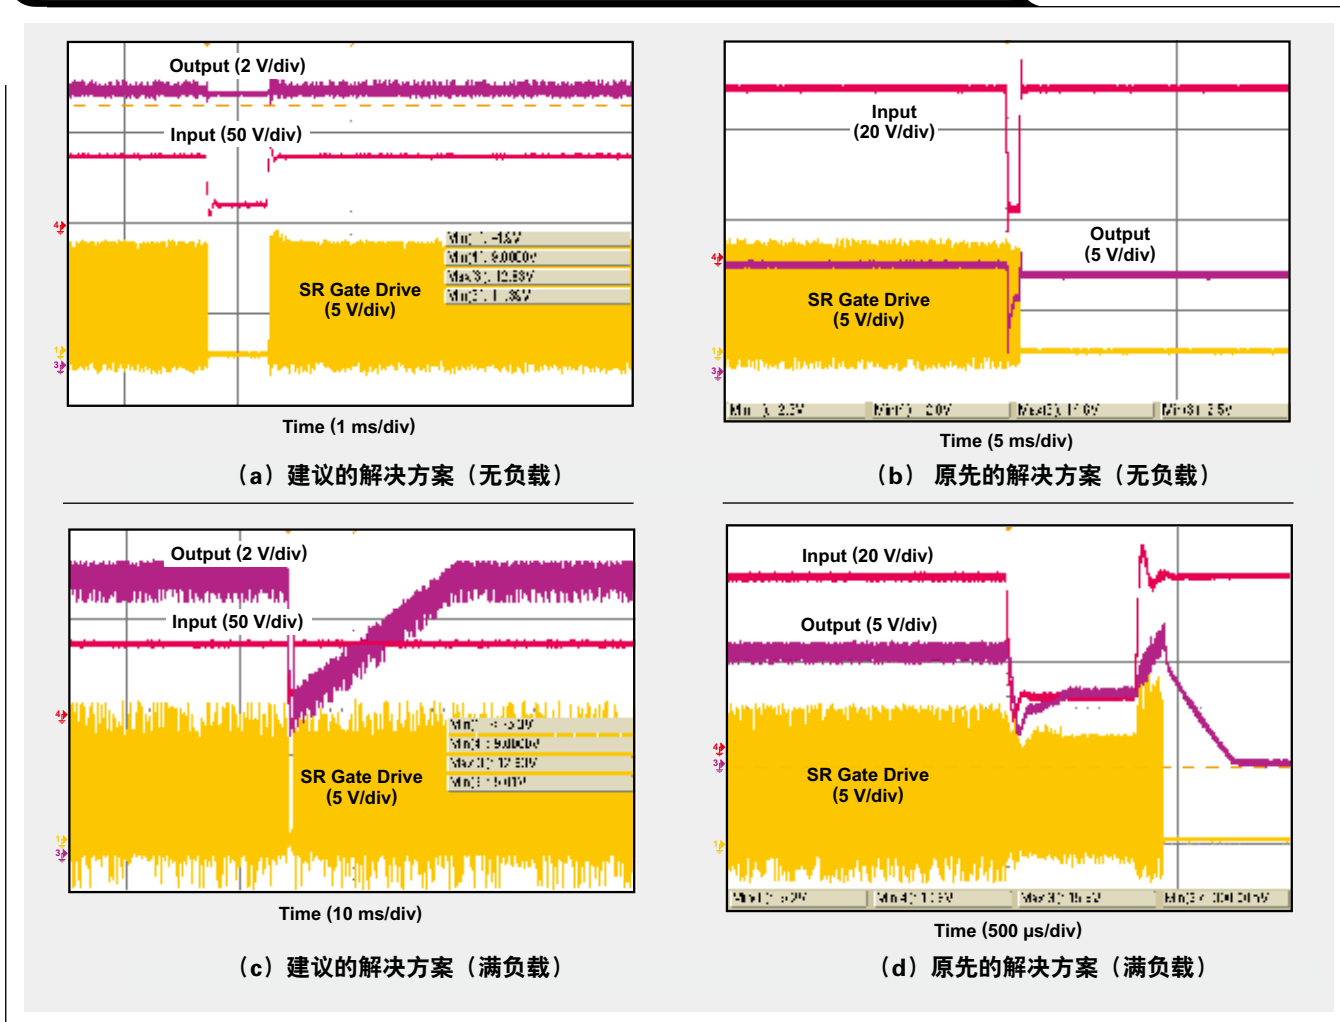 Output (2 V/div)
Input (50 V/div)
SR Gate Drive
(5 V/div)
Time (1 ms/div)
（a）建议的解决方案（无负载）
Input
(20 V/div)
Output
(5 V/div)
SR Gate Drive
(5 V/div)
Time (5 ms/div)
（b） 原先的解决方案（无负载）
Output (2 V/div)
Input (50 V/div)
SR Gate Drive
(5 V/div)
Time (10 ms/div)
（c）建议的解决方案（满负载）
Input (20 V/div)
Output (5 V/div)
SR Gate Drive
(5 V/div)
Time (500 µs/div)
（d）原先的解决方案（满负载）